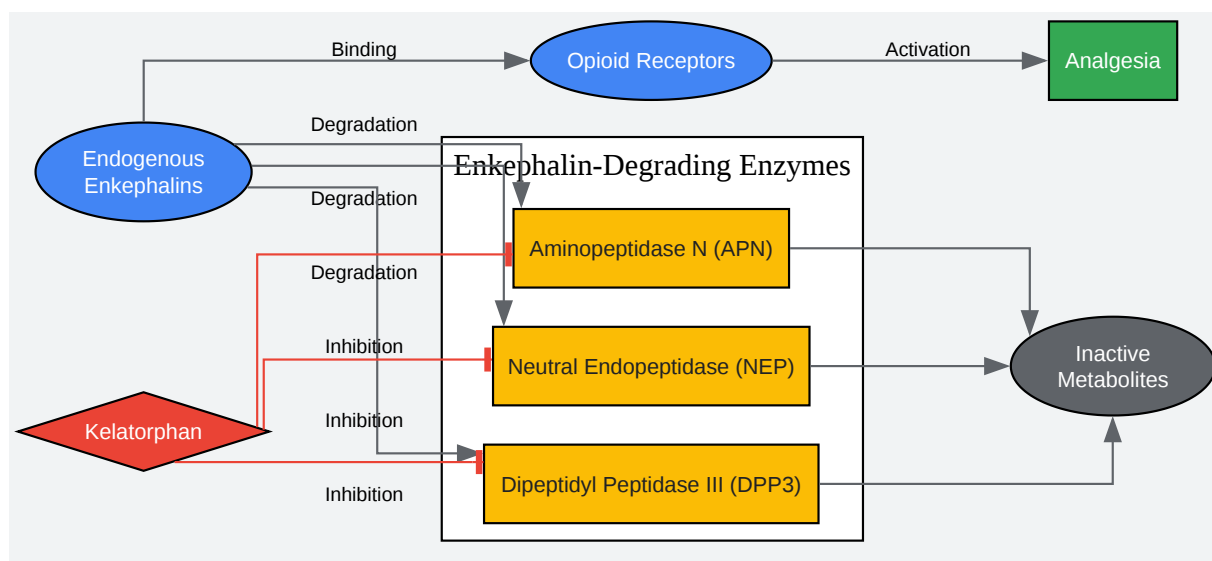 Binding
Opioid Receptors
Activation
Analgesia
Degradation
Endogenous
Enkephalins
Enkephalin-Degrading Enzymes
Degradation
Aminopeptidase N (APN)
Degradation
Inhibition
Neutral Endopeptidase (NEP)
Inactive
Metabolites
Kelatorphan
Inhibition
Dipeptidyl Peptidase III (DPP3)
Inhibition